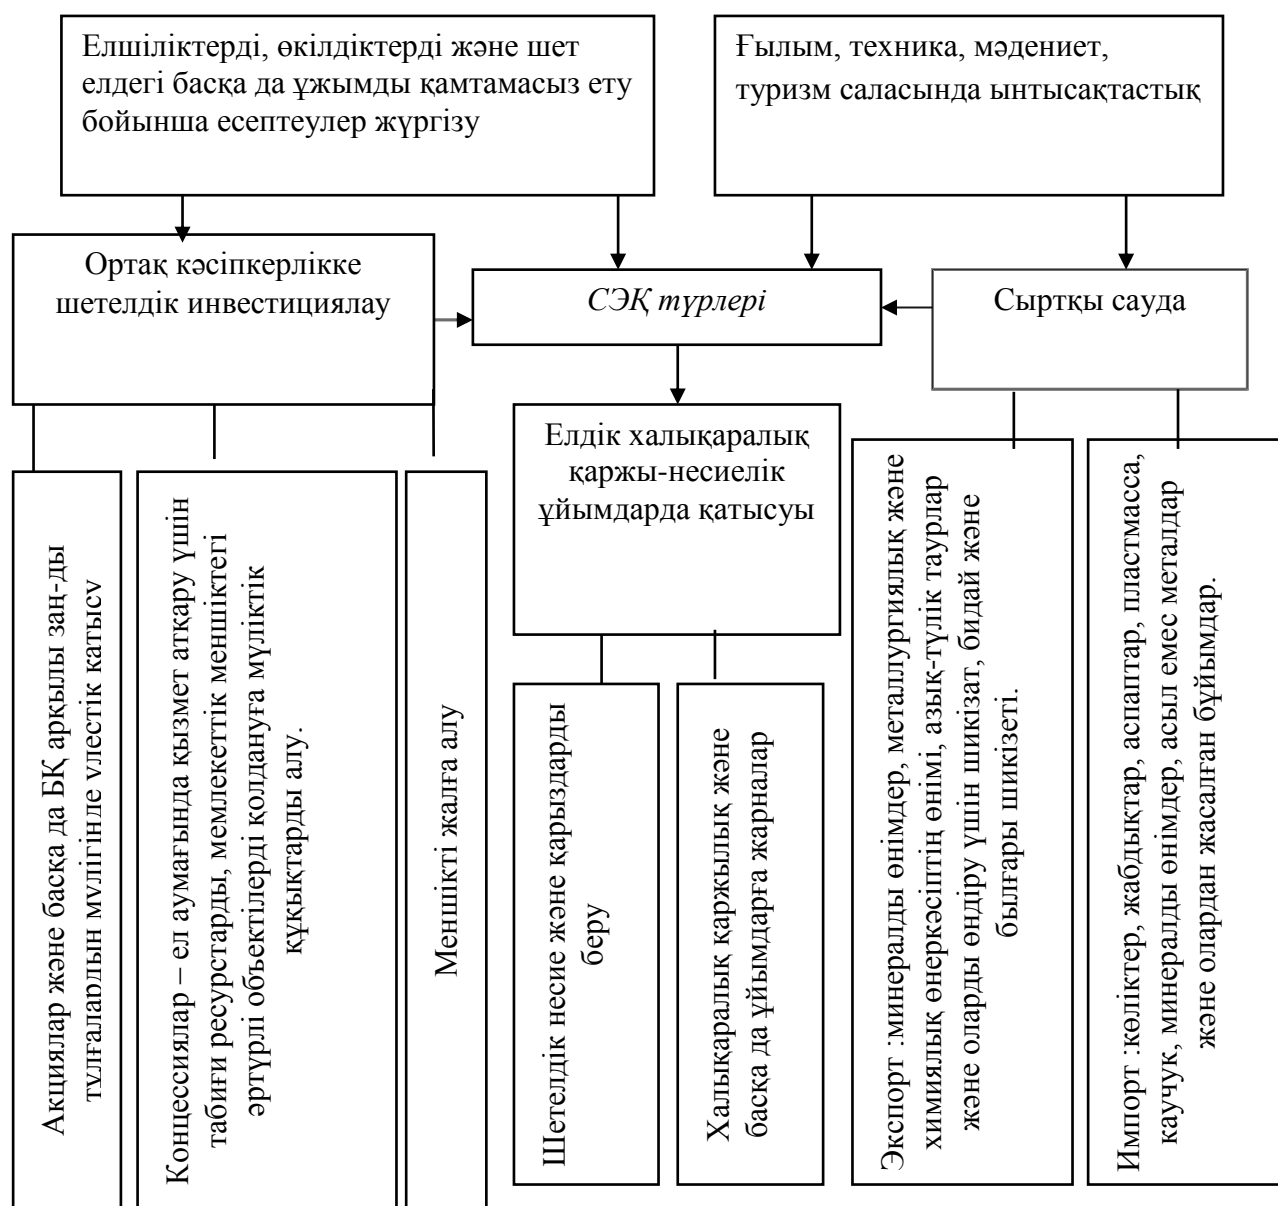 Елшіліктерді, өкілдіктерді және шет
елдегі басқа да ұжымды қамтамасыз ету
бойынша есептеулер жүргізу
Ғылым, техника, мәдениет,
туризм саласында ынтысақтастық
Ортақ кәсіпкерлікке
шетелдік инвестициялау
СЭҚ түрлері
Сыртқы сауда
Елдік халықаралық
қаржы-несиелік
ұйымдарда қатысуы
Акциялар және басқа да БҚ арқылы заң-ды
тұлғалардың мүлігінде үлестік қатысу
Концессиялар – ел аумағында қызмет атқару үшін
табиғи ресурстарды, мемлекеттік меншіктегі
әртүрлі объектілерді қолдануға мүліктік
құқықтарды алу.
Меншікті жалға алу
Шетелдік несие және қарыздарды
беру
Халықаралық қаржылық және
басқа да ұйымдарға жарналар
Экспорт :минералды өнімдер, металлургиялық және
химиялық өнеркәсіптің өнімі, азық-түлік таурлар
және оларды өндіру үшін шикізат, бидай және
былғары шикізеті.
Импорт :көліктер, жабдықтар, аспаптар, пластмасса,
каучук, минералды өнімдер, асыл емес металдар
және олардан жасалған бұйымдар.